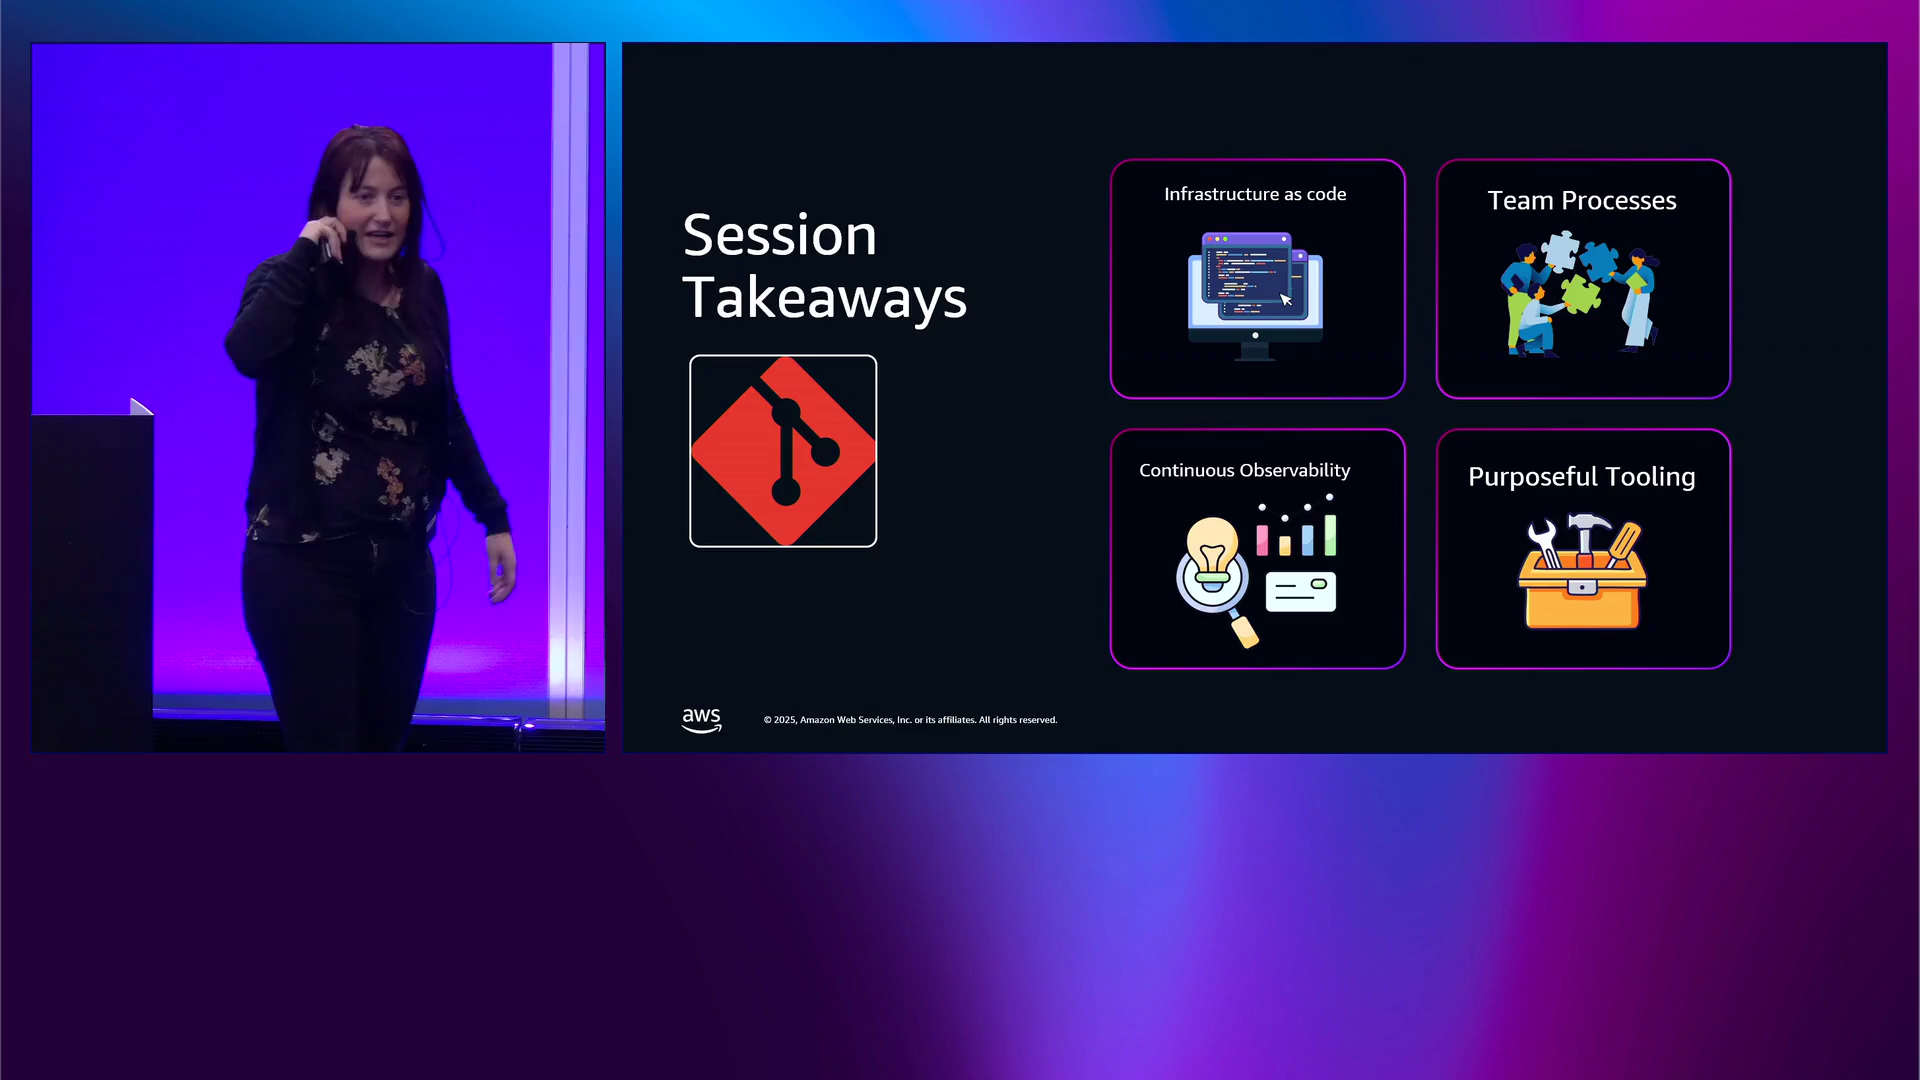 Session
Takeaways
Infrastructure as code
Team Processes
Continuous Observability
Purposeful Tooling
aws
© 2025, Amazon Web Services, Inc. or its affiliates. All rights reserved.